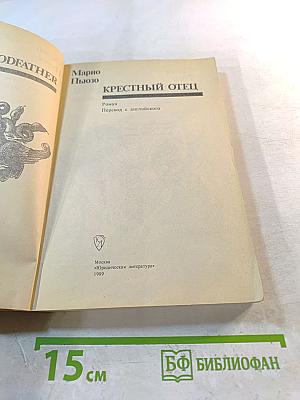 ODFATHER
Марио
Пьюзо
КРЕСТНЫЙ ОТЕЦ
Роман
Перевод с английского
Москва
«Юридическая литература»
1989
15 см
БФ БИБЛИОФАН